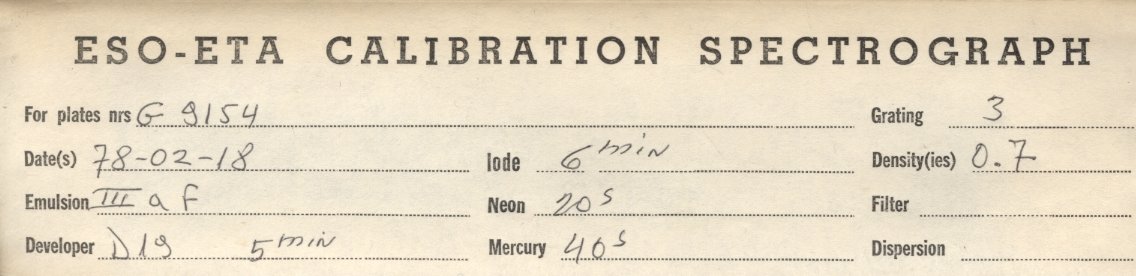 ESO-ETA CALIBRATION SPECTROGRAPH
For plates nrs G 9154 Grating 3
Date(s) 78-02-18 Iode 6 min Density(ies) 0.7
Emulsion III a F Neon 20 s Filter
Developer D19 5 min Mercury 40 s Dispersion